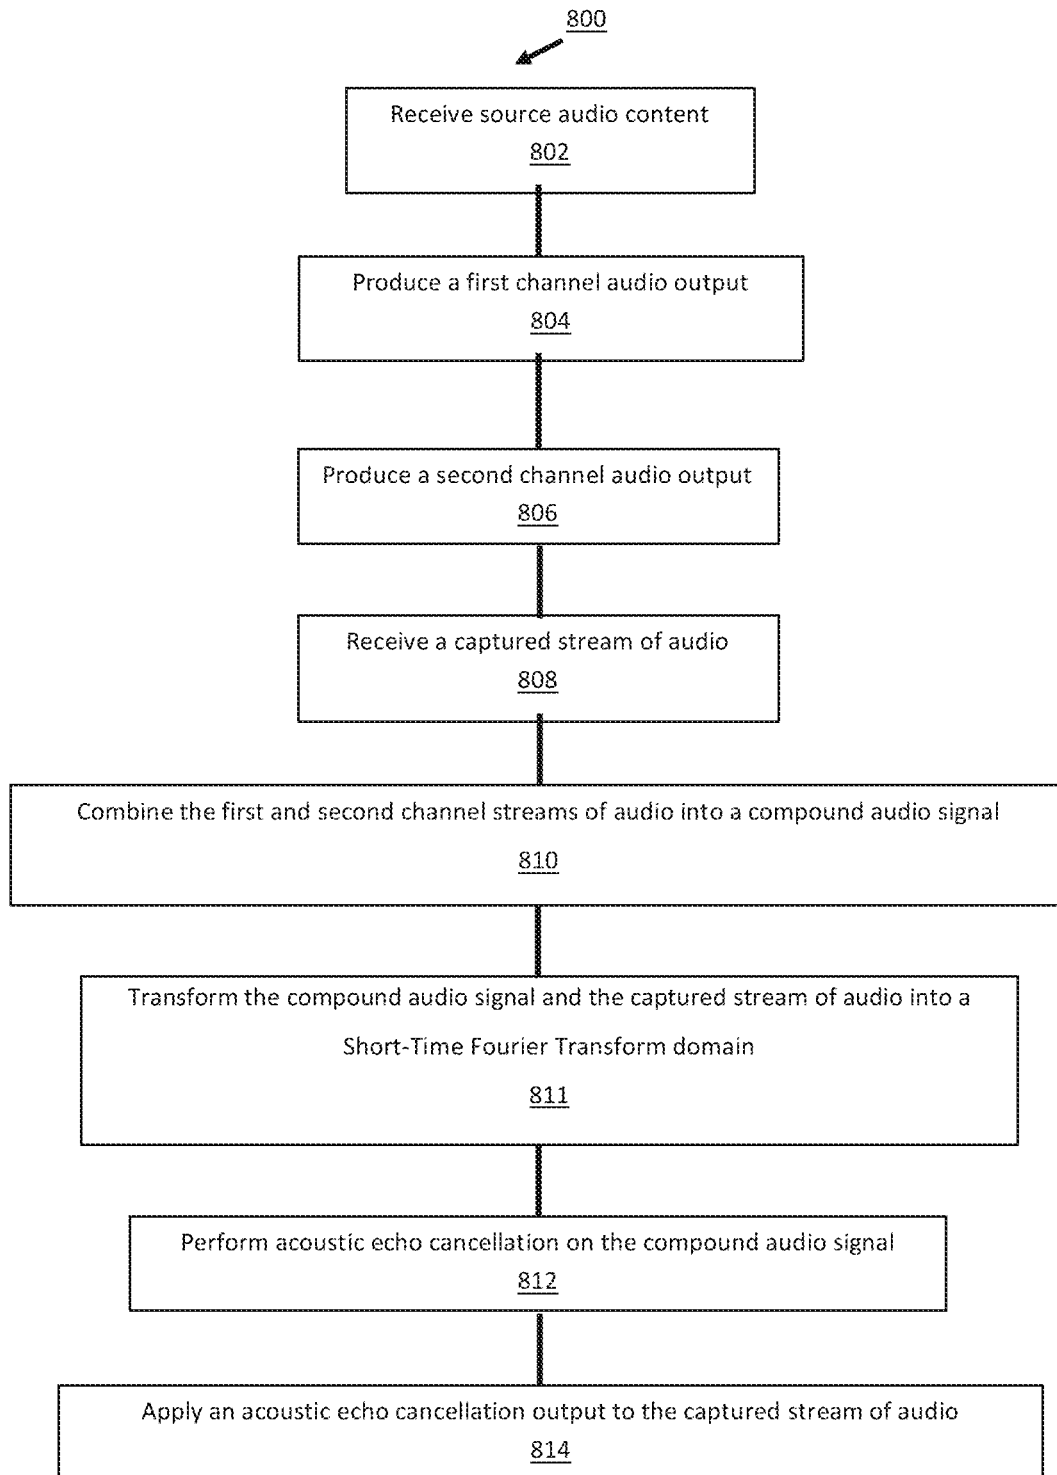 800
Receive source audio content
802
Produce a first channel audio output
804
Produce a second channel audio output
806
Receive a captured stream of audio
808
Combine the first and second channel streams of audio into a compound audio signal
810
Transform the compound audio signal and the captured stream of audio into a
Short-Time Fourier Transform domain
811
Perform acoustic echo cancellation on the compound audio signal
812
Apply an acoustic echo cancellation output to the captured stream of audio
814